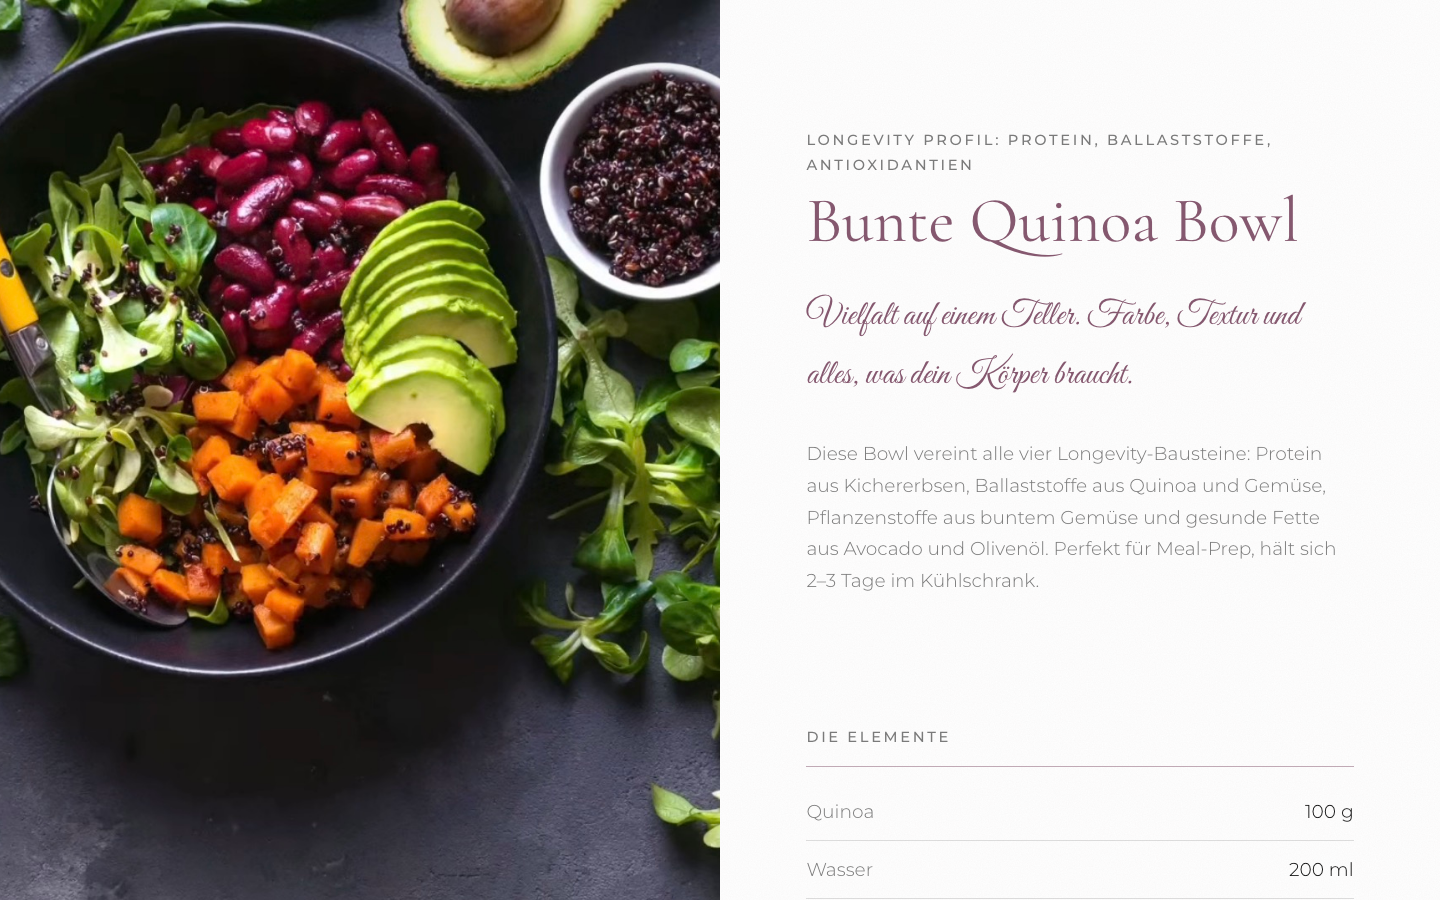 LONGEVITY PROFIL: PROTEIN, BALLASTSTOFFE,
ANTIOXIDANTIEN
Bunte Quinoa Bowl
Vielfalt auf einem Teller. Farbe, Textur und
alles, was dein Körper braucht.
Diese Bowl vereint alle vier Longevity-Bausteine: Protein
aus Kichererbsen, Ballaststoffe aus Quinoa und Gemüse,
Pflanzenstoffe aus buntem Gemüse und gesunde Fette
aus Avocado und Olivenöl. Perfekt für Meal-Prep, hält sich
2–3 Tage im Kühlschrank.
DIE ELEMENTE
Quinoa 100 g
Wasser 200 ml